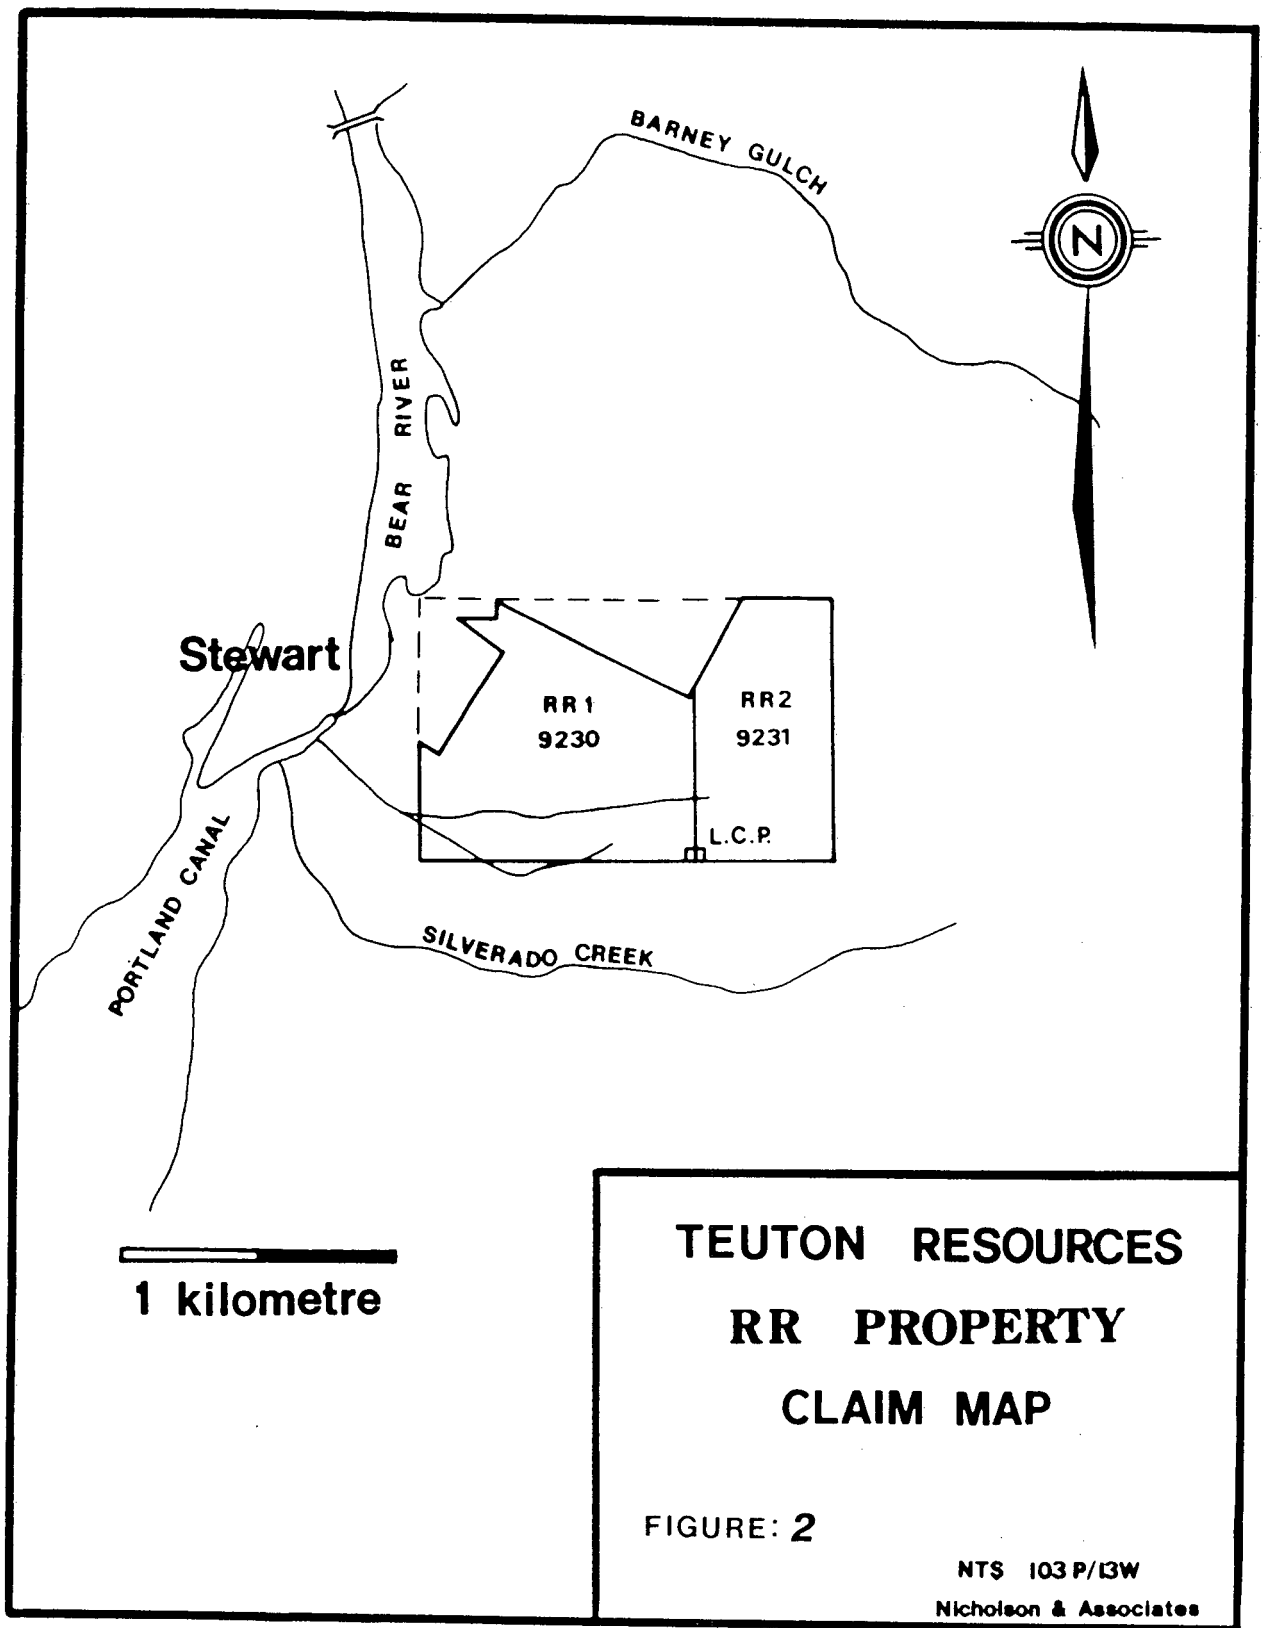 BARNEY GULCH
N
BEAR RIVER
Stewart
RR1
9230
RR2
9231
L.C.P.
PORTLAND CANAL
SILVERADO CREEK
1 kilometre
TEUTON RESOURCES
RR PROPERTY
CLAIM MAP
FIGURE: 2
NTS 103 P/13W
Nicholson & Associates